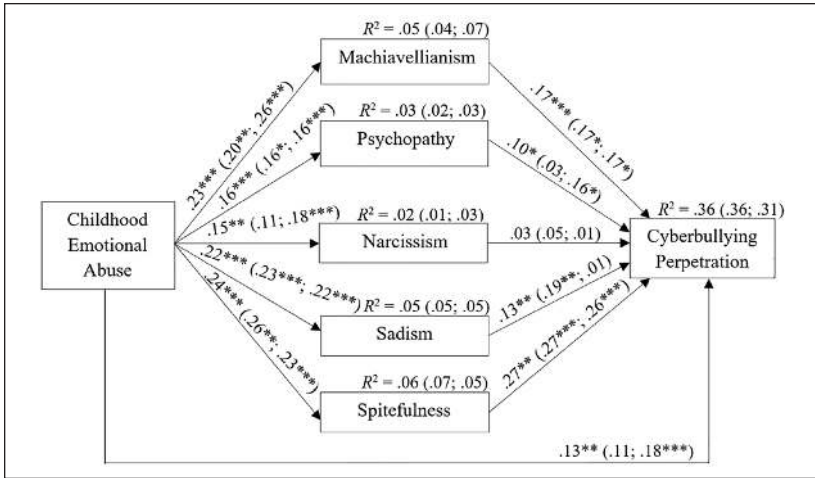 R² = .05 (.04; .07)
Machiavellianism
R² = .03 (.02; .03)
Psychopathy
R² = .02 (.01; .03)
Narcissism
R² = .05 (.05; .05)
Sadism
R² = .06 (.07; .05)
Spitefulness
Childhood
Emotional
Abuse
.23*** (.20**; .26***)
.16*** (.16*; .16***)
.15** (.11; .18***)
.22*** (.23***; .22***)
.24*** (.26**; .23***)
.17*** (.17*; .17*)
.10* (.03; .16*)
.03 (.05; .01)
.13** (.19**; .01)
.27** (.27***; .26***)
R² = .36 (.36; .31)
Cyberbullying
Perpetration
.13** (.11; .18***)